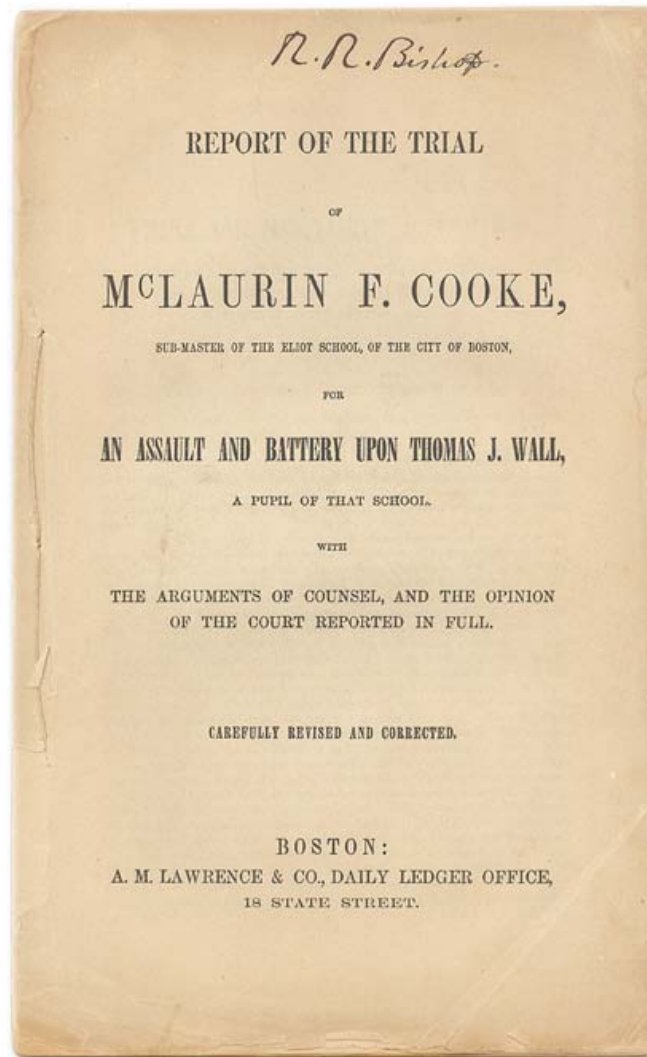 R. R. Bishop.
REPORT OF THE TRIAL
OF
McLAURIN F. COOKE,
SUB-MASTER OF THE ELIOT SCHOOL, OF THE CITY OF BOSTON,
FOR
AN ASSAULT AND BATTERY UPON THOMAS J. WALL,
A PUPIL OF THAT SCHOOL.
WITH
THE ARGUMENTS OF COUNSEL, AND THE OPINION
OF THE COURT REPORTED IN FULL.
CAREFULLY REVISED AND CORRECTED.
BOSTON:
A. M. LAWRENCE & CO., DAILY LEDGER OFFICE,
18 STATE STREET.